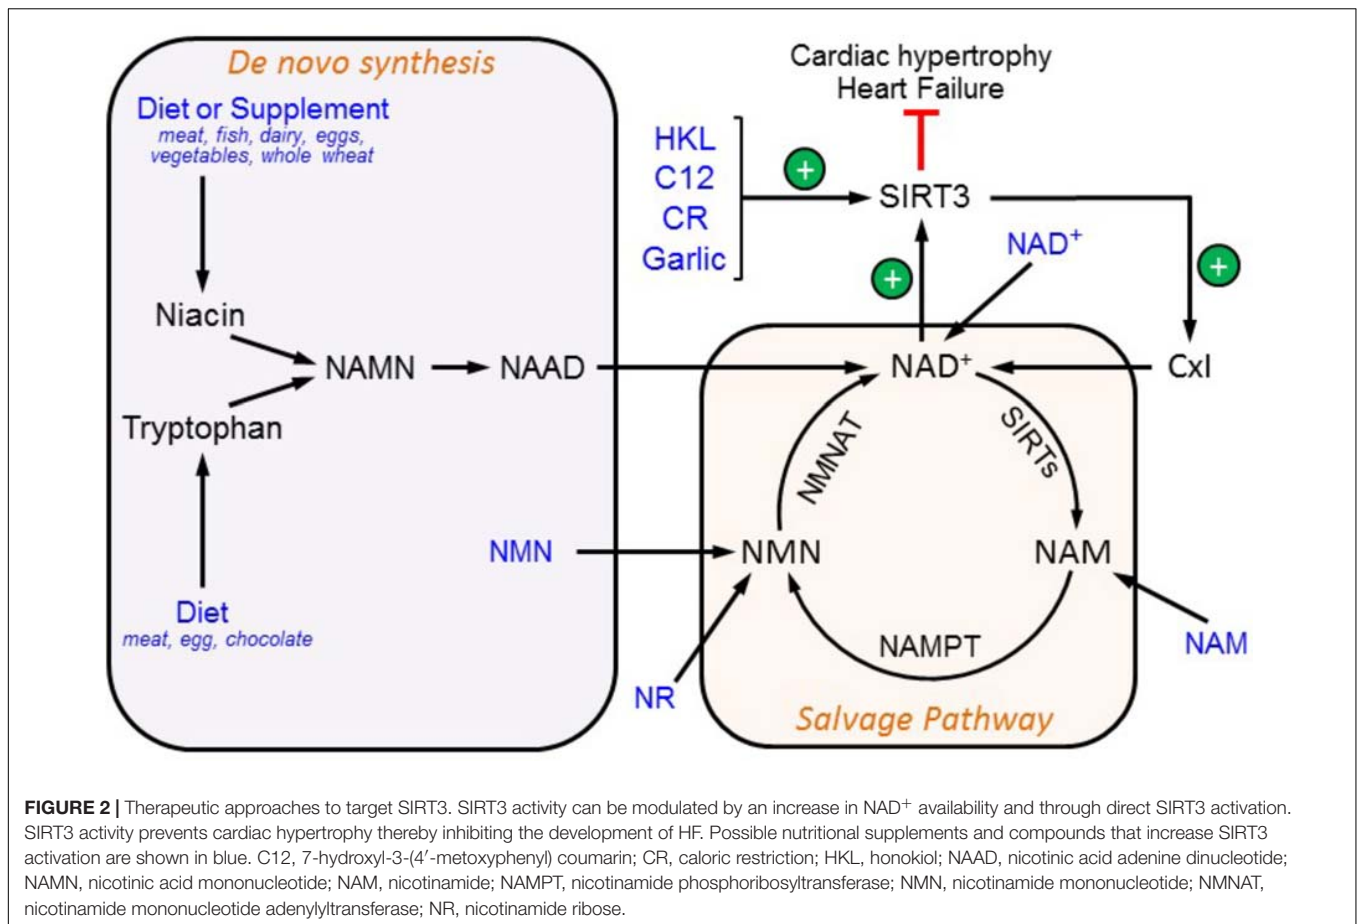 De novo synthesis
Diet or Supplement
meat, fish, dairy, eggs,
vegetables, whole wheat
Niacin
Tryptophan
NAMN
NAAD
Diet
meat, egg, chocolate
NMN
NR
HKL
C12
CR
Garlic
+
Cardiac hypertrophy
Heart Failure
SIRT3
+
NAD⁺
+
NAD⁺
CxI
NMNAT
SIRTs
NMN
NAM
NAMPT
NAM
Salvage Pathway
FIGURE 2 | Therapeutic approaches to target SIRT3. SIRT3 activity can be modulated by an increase in NAD⁺ availability and through direct SIRT3 activation.
SIRT3 activity prevents cardiac hypertrophy thereby inhibiting the development of HF. Possible nutritional supplements and compounds that increase SIRT3
activation are shown in blue. C12, 7-hydroxyl-3-(4′-metoxyphenyl) coumarin; CR, caloric restriction; HKL, honokiol; NAAD, nicotinic acid adenine dinucleotide;
NAMN, nicotinic acid mononucleotide; NAM, nicotinamide; NAMPT, nicotinamide phosphoribosyltransferase; NMN, nicotinamide mononucleotide; NMNAT,
nicotinamide mononucleotide adenylyltransferase; NR, nicotinamide ribose.